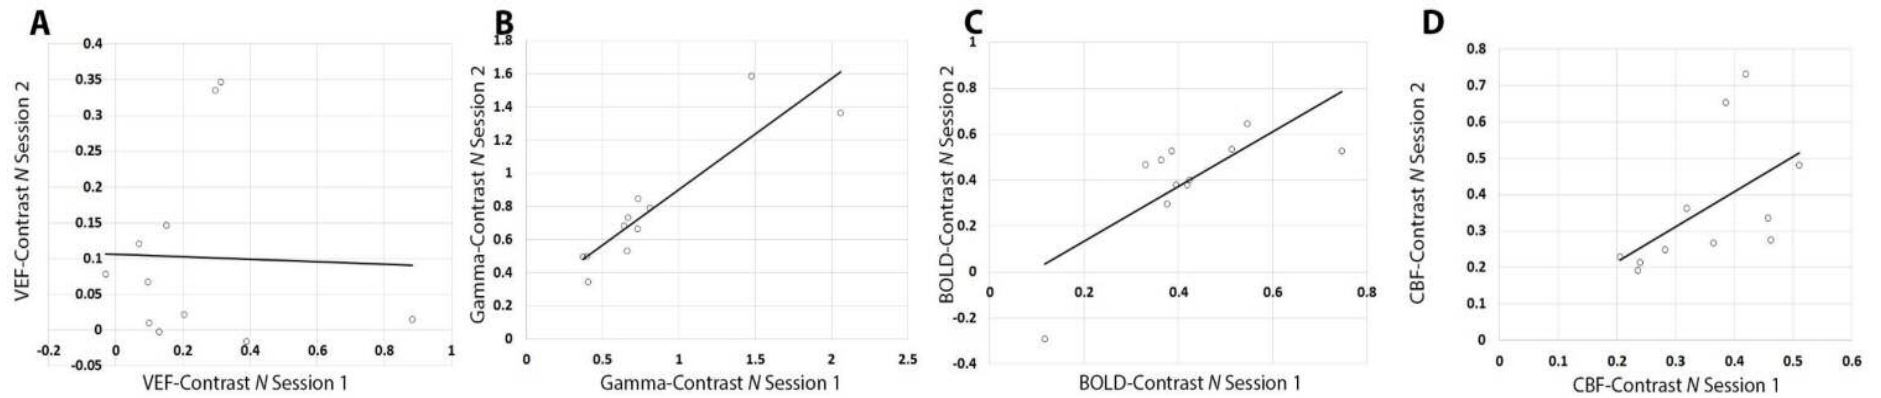 A
VEF-Contrast N Session 2
0.4
0.35
0.3
0.25
0.2
0.15
0.1
0.05
0
-0.05
-0.2 0 0.2 0.4 0.6 0.8 1
VEF-Contrast N Session 1
B
Gamma-Contrast N Session 2
1.8
1.6
1.4
1.2
1
0.8
0.6
0.4
0.2
0
0 0.5 1 1.5 2 2.5
Gamma-Contrast N Session 1
C
BOLD-Contrast N Session 2
1
0.8
0.6
0.4
0.2
0
-0.2
-0.4
0 0.2 0.4 0.6 0.8
BOLD-Contrast N Session 1
D
CBF-Contrast N Session 2
0.8
0.7
0.6
0.5
0.4
0.3
0.2
0.1
0
0 0.1 0.2 0.3 0.4 0.5 0.6
CBF-Contrast N Session 1